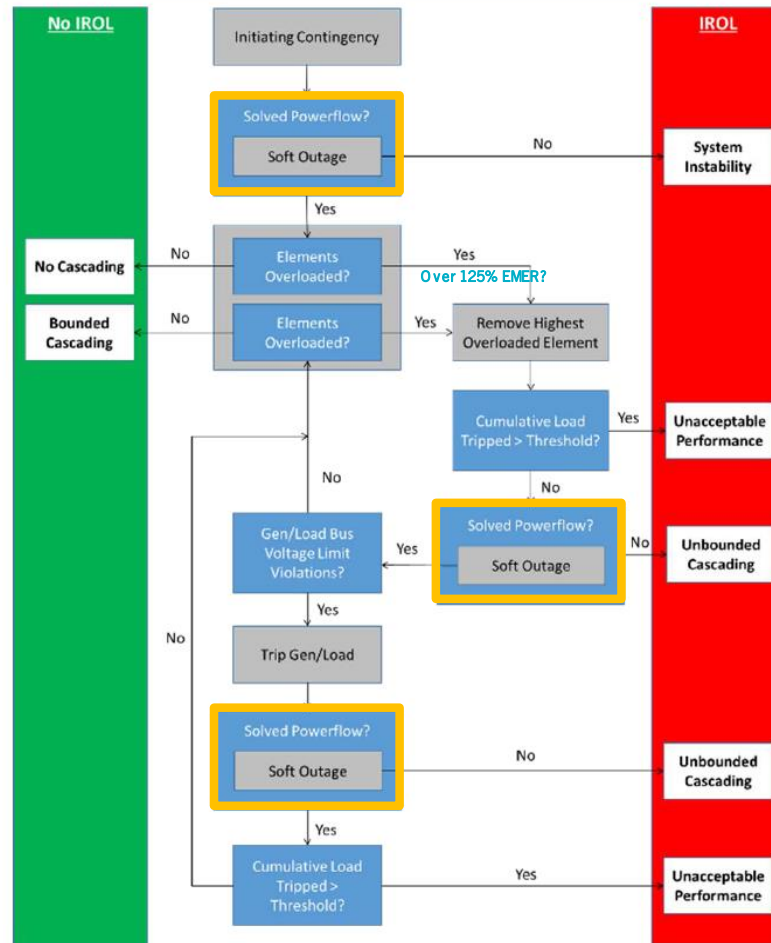 No IROL
IROL
Initiating Contingency
Solved Powerflow?
Soft Outage
No
System
Instability
Yes
No Cascading
No
Elements
Overloaded?
Yes
Over 125% EMER?
Bounded
Cascading
No
Elements
Overloaded?
Yes
Remove Highest
Overloaded Element
Cumulative Load
Tripped > Threshold?
Yes
Unacceptable
Performance
No
No
Solved Powerflow?
Soft Outage
No
Unbounded
Cascading
Yes
Gen/Load Bus
Voltage Limit
Violations?
Yes
No
Trip Gen/Load
Solved Powerflow?
Soft Outage
No
Unbounded
Cascading
Yes
Cumulative Load
Tripped >
Threshold?
Yes
Unacceptable
Performance